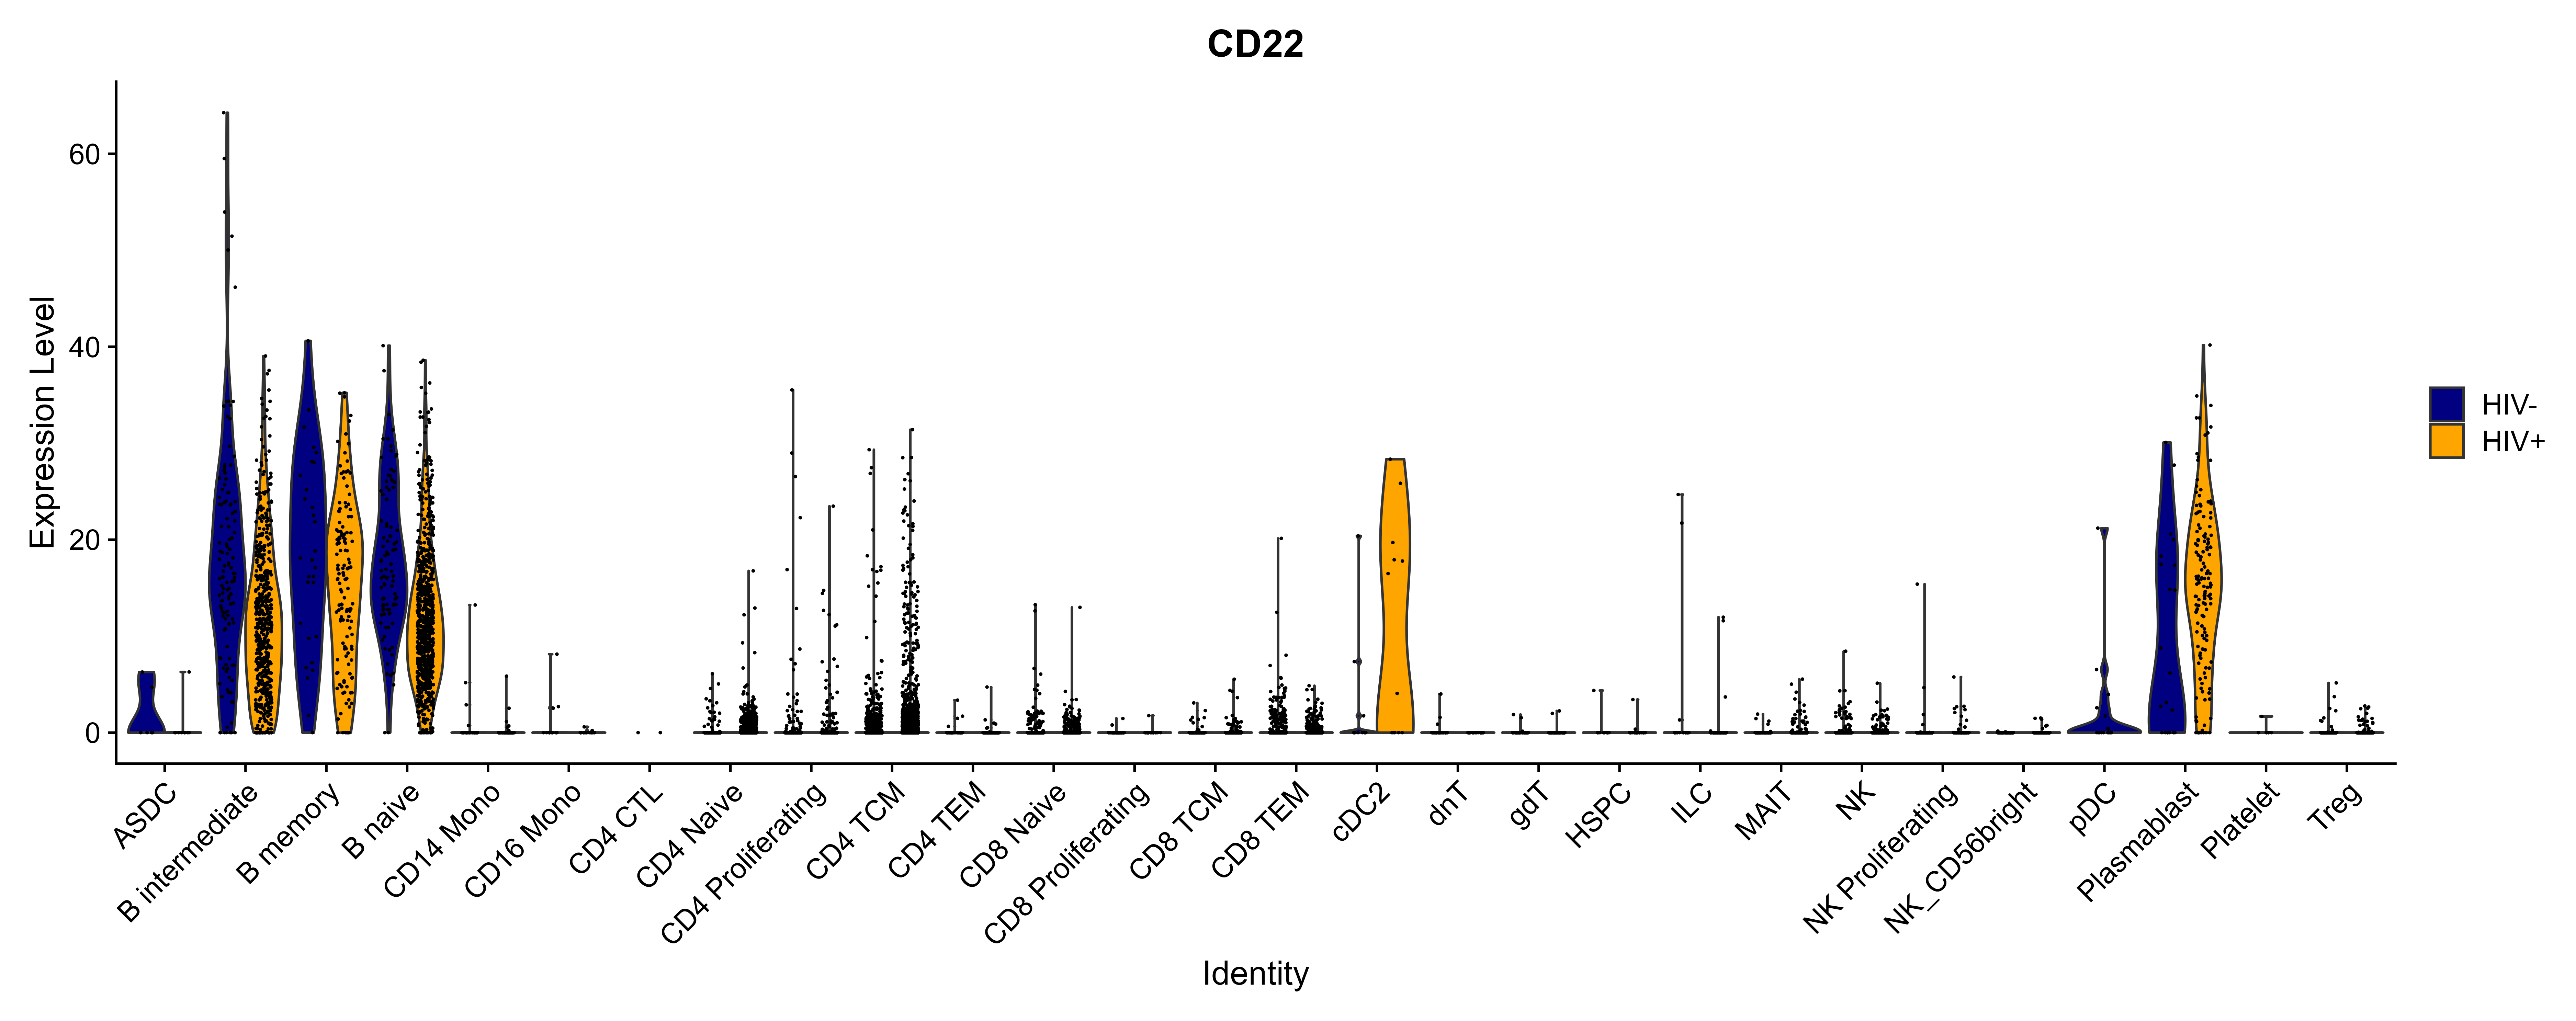 CD22
Expression Level
60
40
20
0
ASDC
B intermediate
B memory
B naive
CD14 Mono
CD16 Mono
CD4 CTL
CD4 Naive
CD4 Proliferating
CD4 TCM
CD4 TEM
CD8 Naive
CD8 Proliferating
CD8 TCM
CD8 TEM
cDC2
dnT
gdT
HSPC
ILC
MAIT
NK
NK Proliferating
NK_CD56bright
pDC
Plasmablast
Platelet
Treg
Identity
HIV-
HIV+